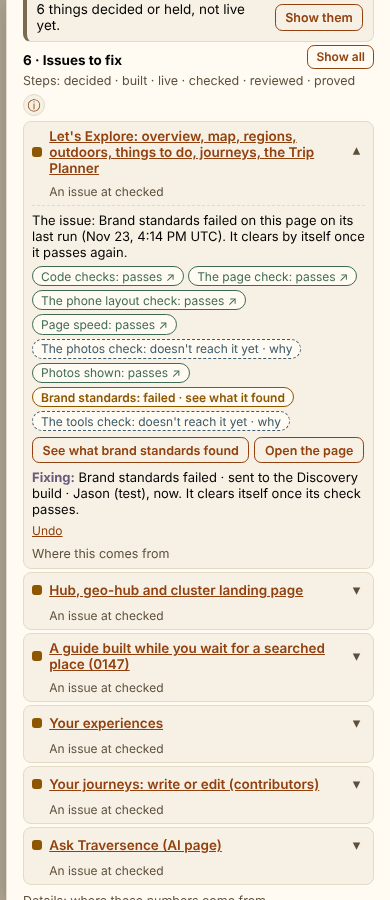 6 things decided or held, not live
yet.
Show them
6 · Issues to fix
Show all
Steps: decided · built · live · checked · reviewed · proved
ⓘ
Let's Explore: overview, map, regions,
outdoors, things to do, journeys, the Trip
Planner
▲
An issue at checked
The issue: Brand standards failed on this page on its
last run (Nov 23, 4:14 PM UTC). It clears by itself once
it passes again.
Code checks: passes ↗
The page check: passes ↗
The phone layout check: passes ↗
Page speed: passes ↗
The photos check: doesn't reach it yet · why
Photos shown: passes ↗
Brand standards: failed · see what it found
The tools check: doesn't reach it yet · why
See what brand standards found
Open the page
Fixing: Brand standards failed · sent to the Discovery
build · Jason (test), now. It clears itself once its check
passes.
Undo
Where this comes from
Hub, geo-hub and cluster landing page
▼
An issue at checked
A guide built while you wait for a searched
place (0147)
▼
An issue at checked
Your experiences
▼
An issue at checked
Your journeys: write or edit (contributors)
▼
An issue at checked
Ask Traversence (AI page)
▼
An issue at checked
Details: where these numbers come from